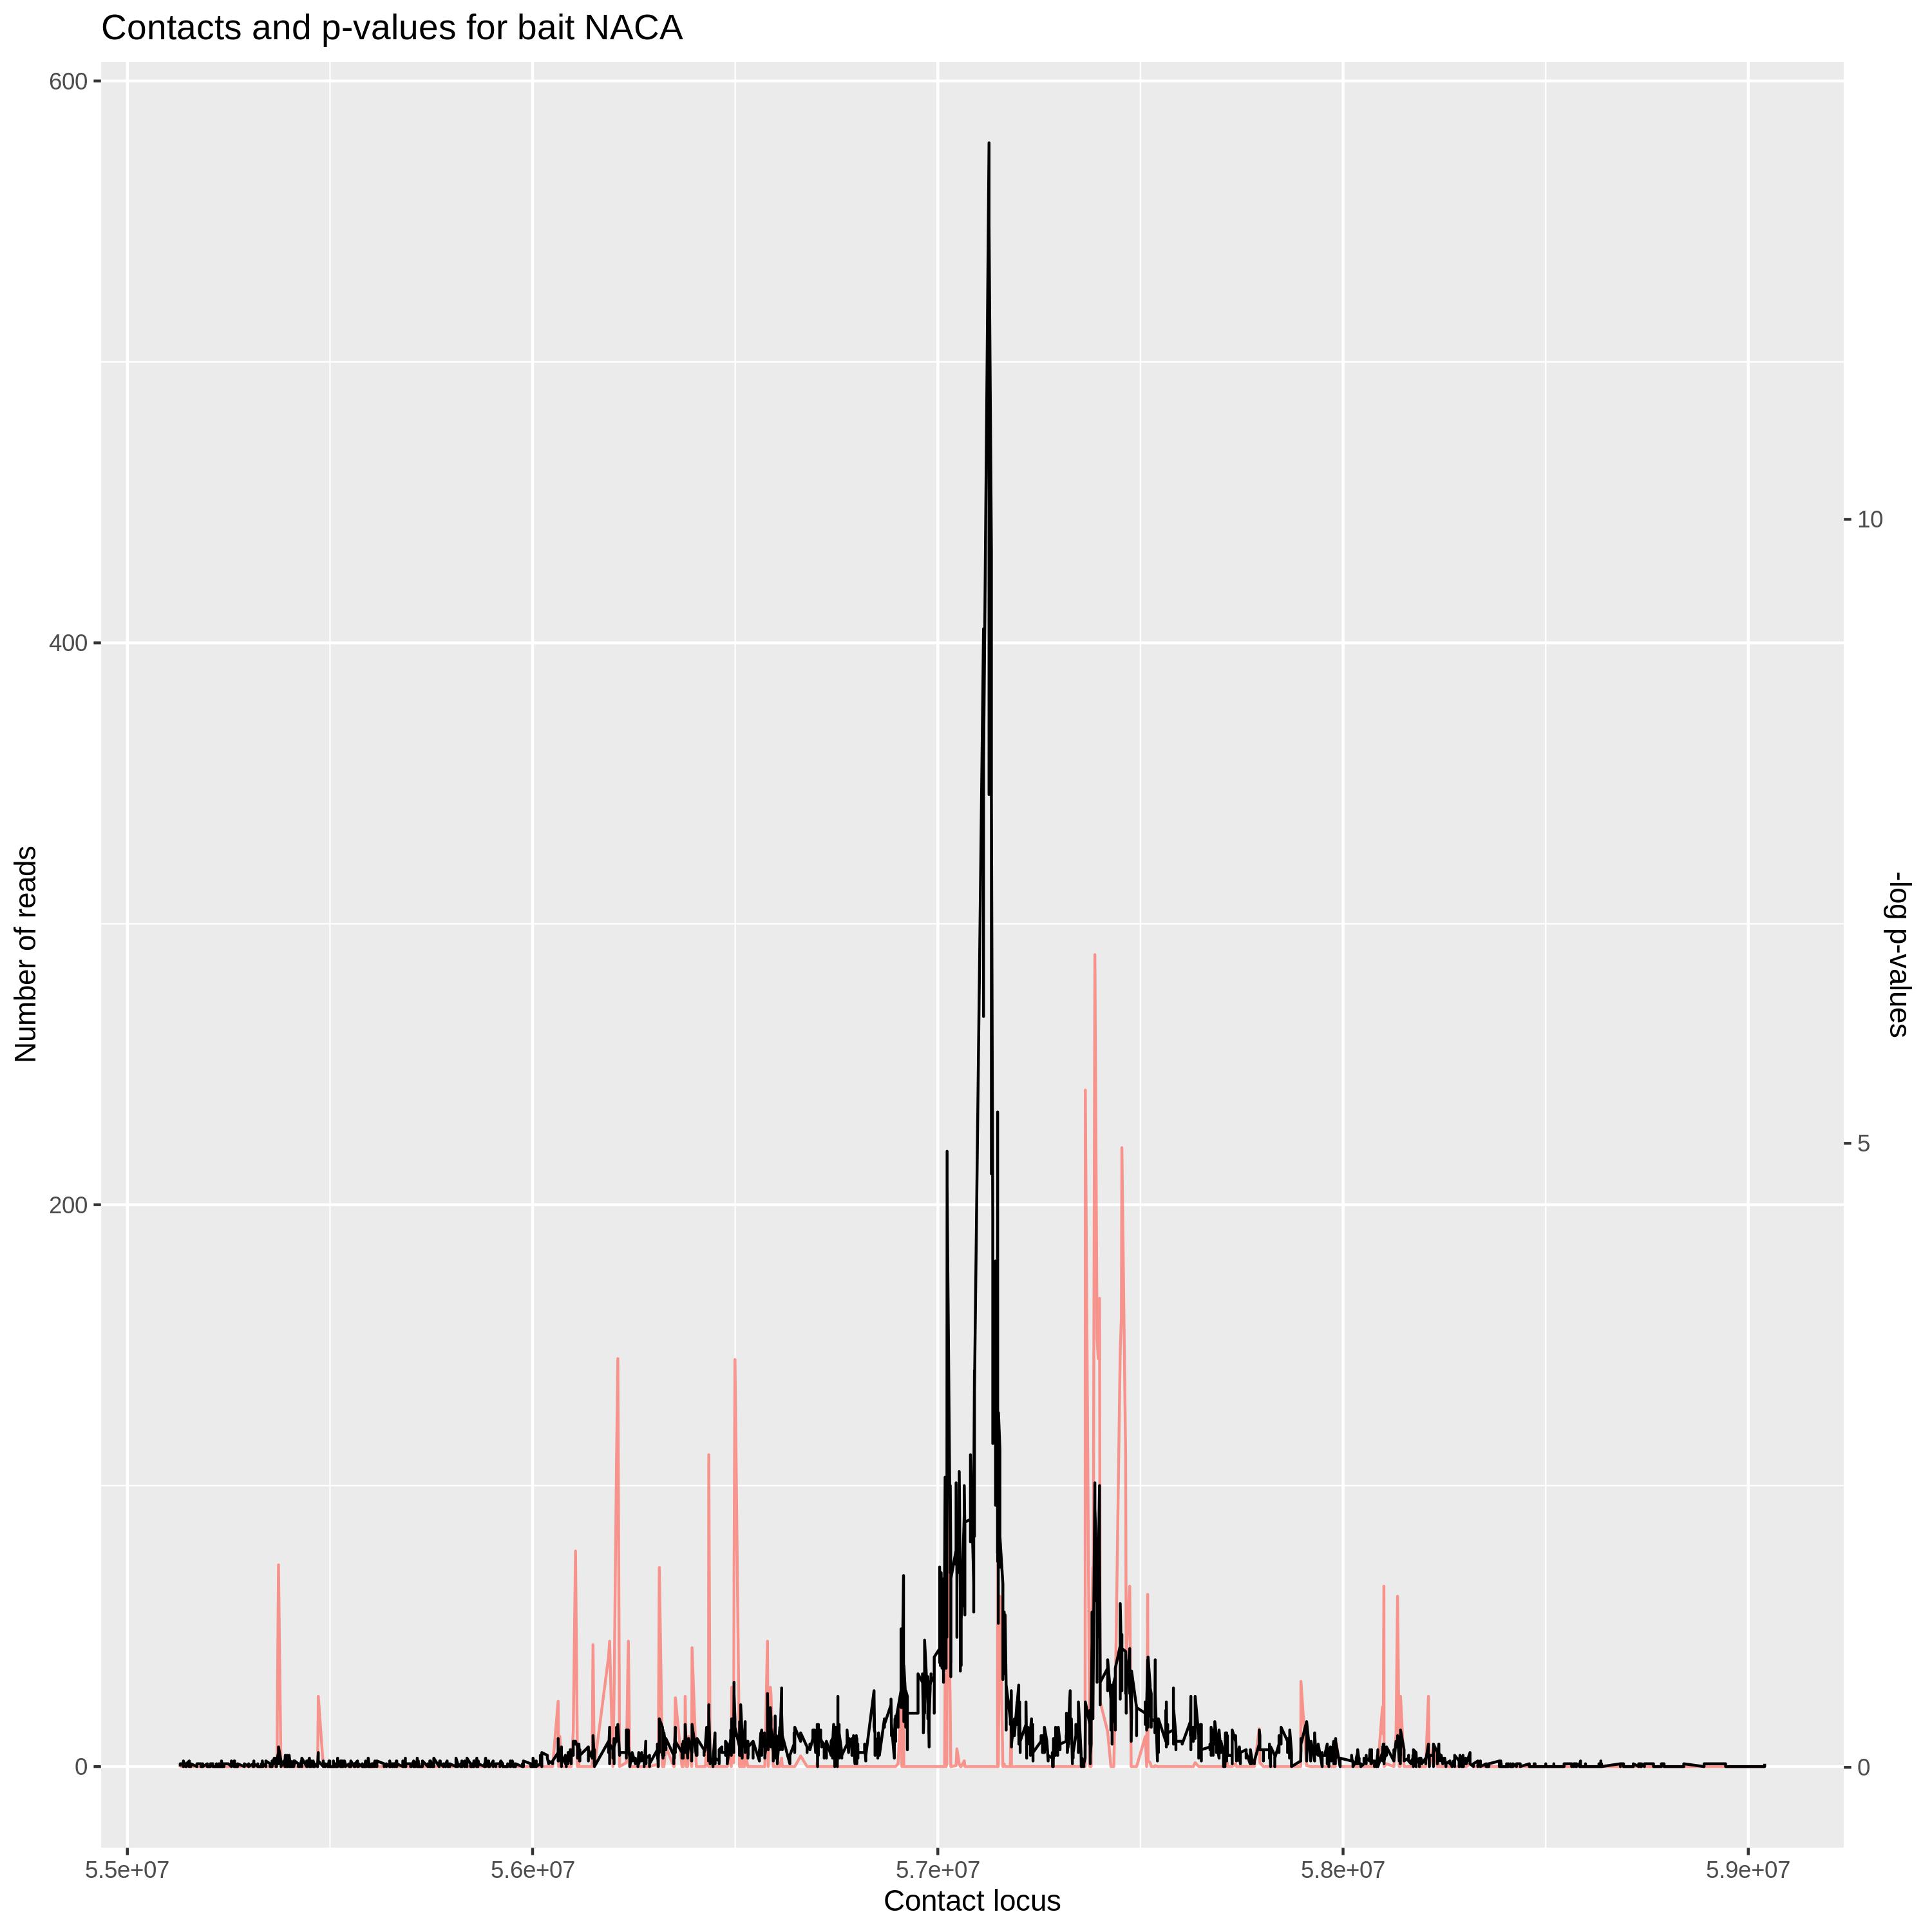 Contacts and p-values for bait NACA
600
400
200
0
Number of reads
10
5
0
-log p-values
5.5e+07
5.6e+07
5.7e+07
5.8e+07
5.9e+07
Contact locus